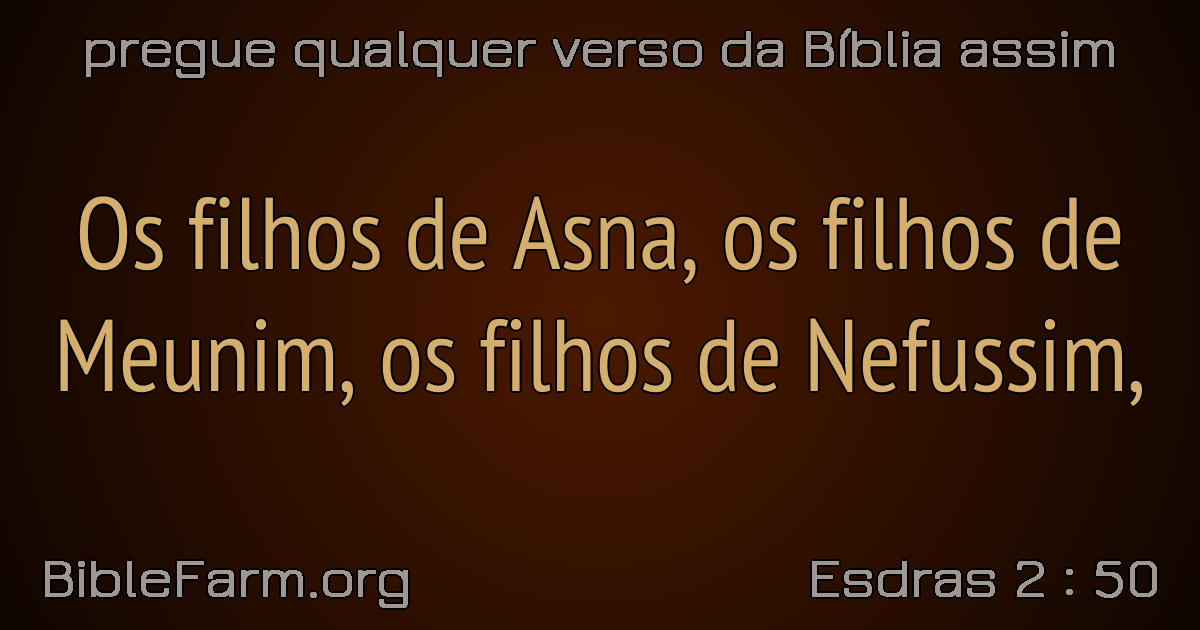 pregue qualquer verso da Bíblia assim
Os filhos de Asna, os filhos de
Meunim, os filhos de Nefussim,
BibleFarm.org
Esdras 2 : 50